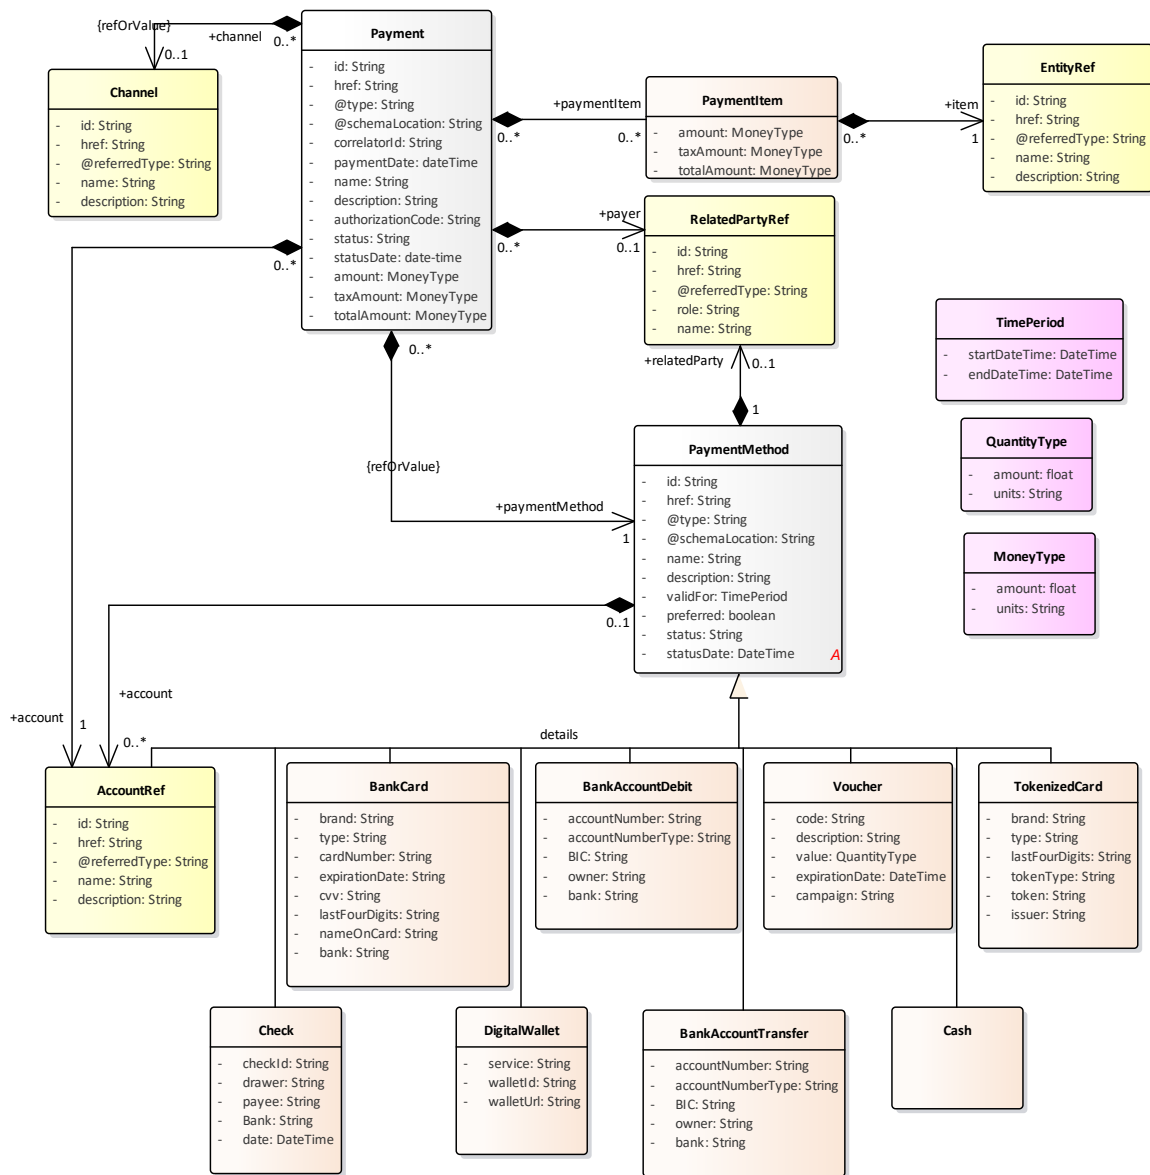 {refOrValue}
+channel
0..*
0..1
Payment
- id: String
- href: String
- @type: String
- @schemaLocation: String
- correlatorId: String
- paymentDate: dateTime
- name: String
- description: String
- authorizationCode: String
- status: String
- statusDate: date-time
- amount: MoneyType
- taxAmount: MoneyType
- totalAmount: MoneyType
Channel
- id: String
- href: String
- @referredType: String
- name: String
- description: String
+paymentItem
0..*
0..*
PaymentItem
- amount: MoneyType
- taxAmount: MoneyType
- totalAmount: MoneyType
+item
0..*
1
EntityRef
- id: String
- href: String
- @referredType: String
- name: String
- description: String
+payer
0..*
0..1
RelatedPartyRef
- id: String
- href: String
- @referredType: String
- role: String
- name: String
0..*
0..*
+relatedParty
0..1
1
TimePeriod
- startDateTime: DateTime
- endDateTime: DateTime
QuantityType
- amount: float
- units: String
MoneyType
- amount: float
- units: String
{refOrValue}
+paymentMethod
1
PaymentMethod
- id: String
- href: String
- @type: String
- @schemaLocation: String
- name: String
- description: String
- validFor: TimePeriod
- preferred: boolean
- status: String
- statusDate: DateTime
A
0..1
+account
+account
1
0..*
details
AccountRef
- id: String
- href: String
- @referredType: String
- name: String
- description: String
BankCard
- brand: String
- type: String
- cardNumber: String
- expirationDate: String
- cvv: String
- lastFourDigits: String
- nameOnCard: String
- bank: String
BankAccountDebit
- accountNumber: String
- accountNumberType: String
- BIC: String
- owner: String
- bank: String
Voucher
- code: String
- description: String
- value: QuantityType
- expirationDate: DateTime
- campaign: String
TokenizedCard
- brand: String
- type: String
- lastFourDigits: String
- tokenType: String
- token: String
- issuer: String
Check
- checkId: String
- drawer: String
- payee: String
- Bank: String
- date: DateTime
DigitalWallet
- service: String
- walletId: String
- walletUrl: String
BankAccountTransfer
- accountNumber: String
- accountNumberType: String
- BIC: String
- owner: String
- bank: String
Cash